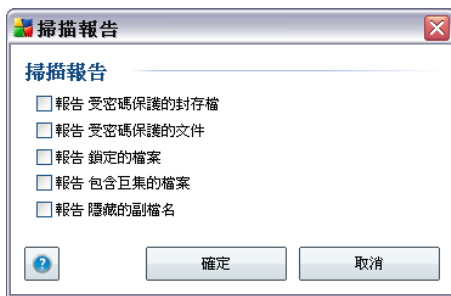 掃描報告
掃描報告
報告 受密碼保護的封存檔
報告 受密碼保護的文件
報告 鎖定的檔案
報告 包含巨集的檔案
報告 隱藏的副檔名
確定
取消